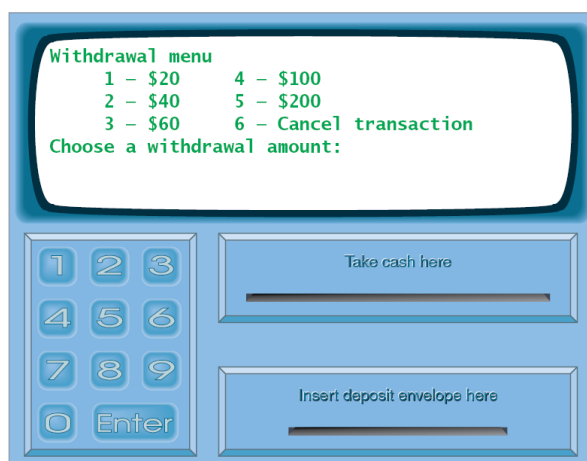 Withdrawal menu
1 – $20 4 – $100
2 – $40 5 – $200
3 – $60 6 – Cancel transaction
Choose a withdrawal amount:
1 2 3
Take cash here
4 5 6
7 8 9
Insert deposit envelope here
0 Enter